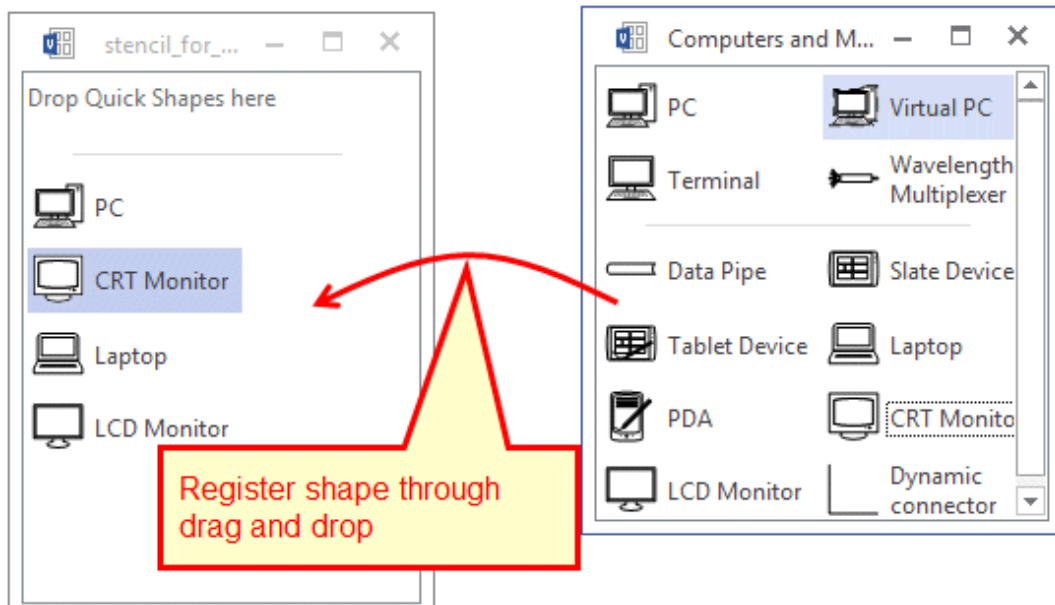 stencil_for_...
Drop Quick Shapes here
PC
CRT Monitor
Laptop
LCD Monitor
Register shape through
drag and drop
Computers and M...
PC
Virtual PC
Terminal
Wavelength
Multiplexer
Data Pipe
Slate Device
Tablet Device
Laptop
PDA
CRT Monito
LCD Monitor
Dynamic
connector